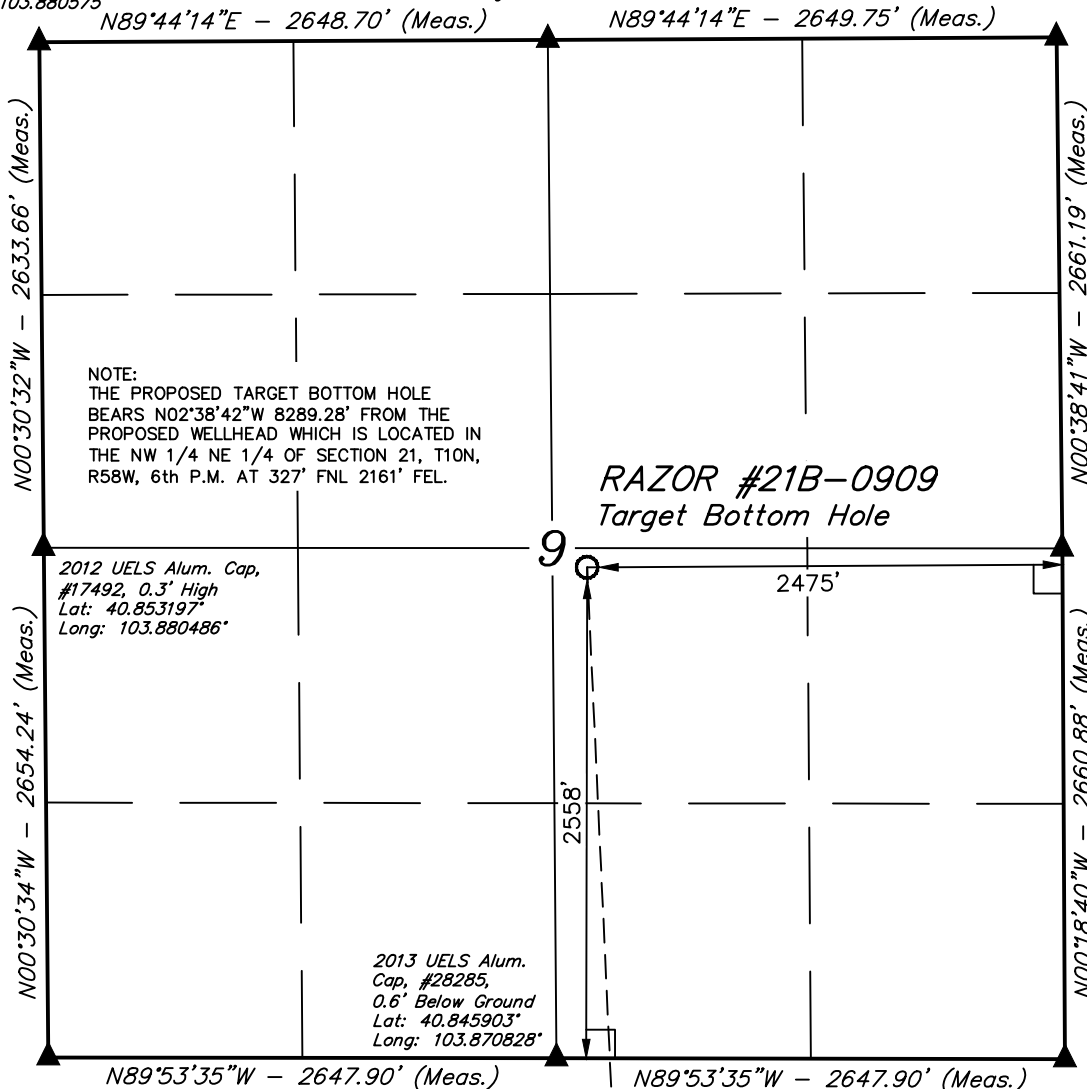 103.880575
N89°44'14"E - 2648.70' (Meas.)
N89°44'14"E - 2649.75' (Meas.)
N00°30'32"W - 2633.66' (Meas.)
N00°38'41"W - 2661.19' (Meas.)
NOTE:
THE PROPOSED TARGET BOTTOM HOLE
BEARS N02°38'42"W 8289.28' FROM THE
PROPOSED WELLHEAD WHICH IS LOCATED IN
THE NW 1/4 NE 1/4 OF SECTION 21, T10N,
R58W, 6th P.M. AT 327' FNL 2161' FEL.
RAZOR #21B-0909
Target Bottom Hole
9
2475'
2012 UELS Alum. Cap,
#17492, 0.3' High
Lat: 40.853197°
Long: 103.880486°
N00°30'34"W - 2654.24' (Meas.)
N00°18'40"W - 2660.88' (Meas.)
2558'
2013 UELS Alum.
Cap, #28285,
0.6' Below Ground
Lat: 40.845903°
Long: 103.870828°
N89°53'35"W - 2647.90' (Meas.)
N89°53'35"W - 2647.90' (Meas.)